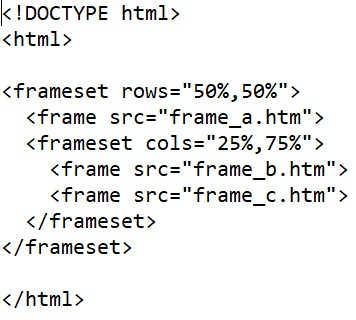 <!DOCTYPE html>
<html>

<frameset rows="50%,50%">
  <frame src="frame_a.htm">
  <frameset cols="25%,75%">
    <frame src="frame_b.htm">
    <frame src="frame_c.htm">
  </frameset>
</frameset>

</html>